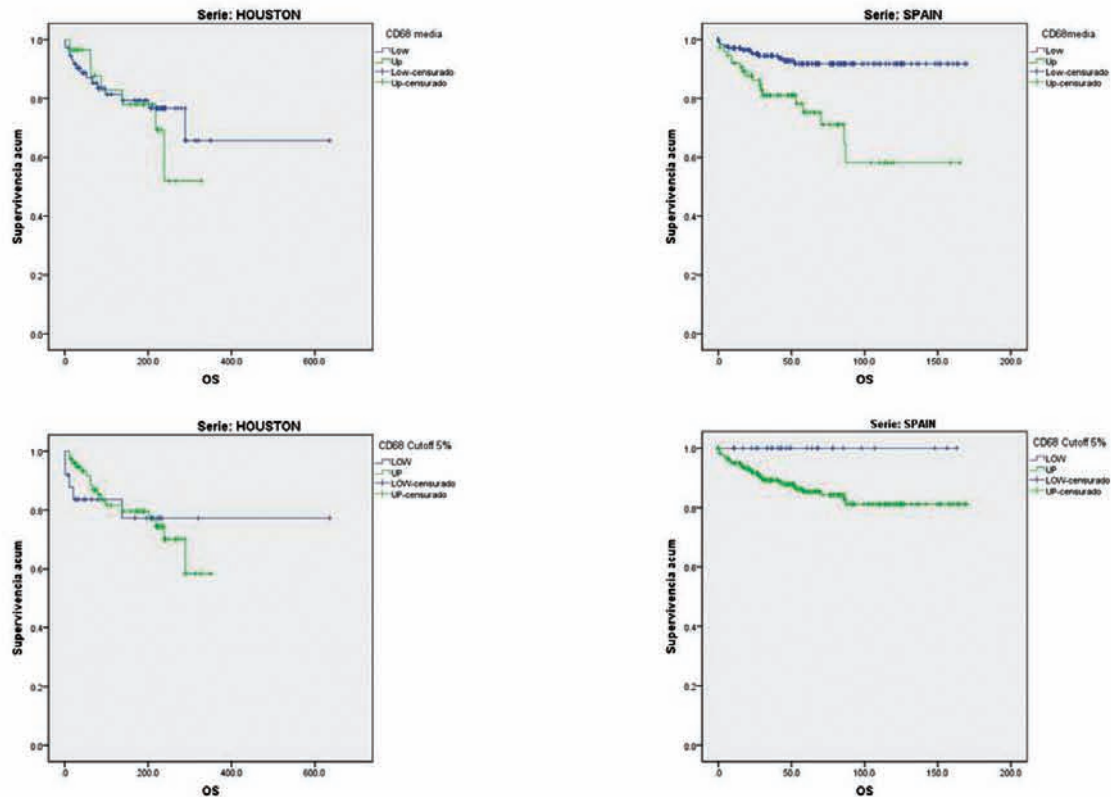 Serie: HOUSTON
CD68 media
Low
Up
Low-censurado
Up-censurado
1.0
0.8
0.6
0.4
0.2
0.0
Supervivencia acum
.0
200.0
400.0
600.0
OS
Serie: SPAIN
CD68media
Low
Up
Low-censurado
Up-censurado
1.0
0.8
0.6
0.4
0.2
0.0
Supervivencia acum
.0
50.0
100.0
150.0
200.0
OS
Serie: HOUSTON
CD68 Cutoff 5%
LOW
UP
LOW-censurado
UP-censurado
1.0
0.8
0.6
0.4
0.2
0.0
Supervivencia acum
.0
200.0
400.0
600.0
OS
Serie: SPAIN
CD68 Cutoff 5%
LOW
UP
LOW-censurado
UP-censurado
1.0
0.8
0.6
0.4
0.2
0.0
Supervivencia acum
.0
50.0
100.0
150.0
200.0
OS